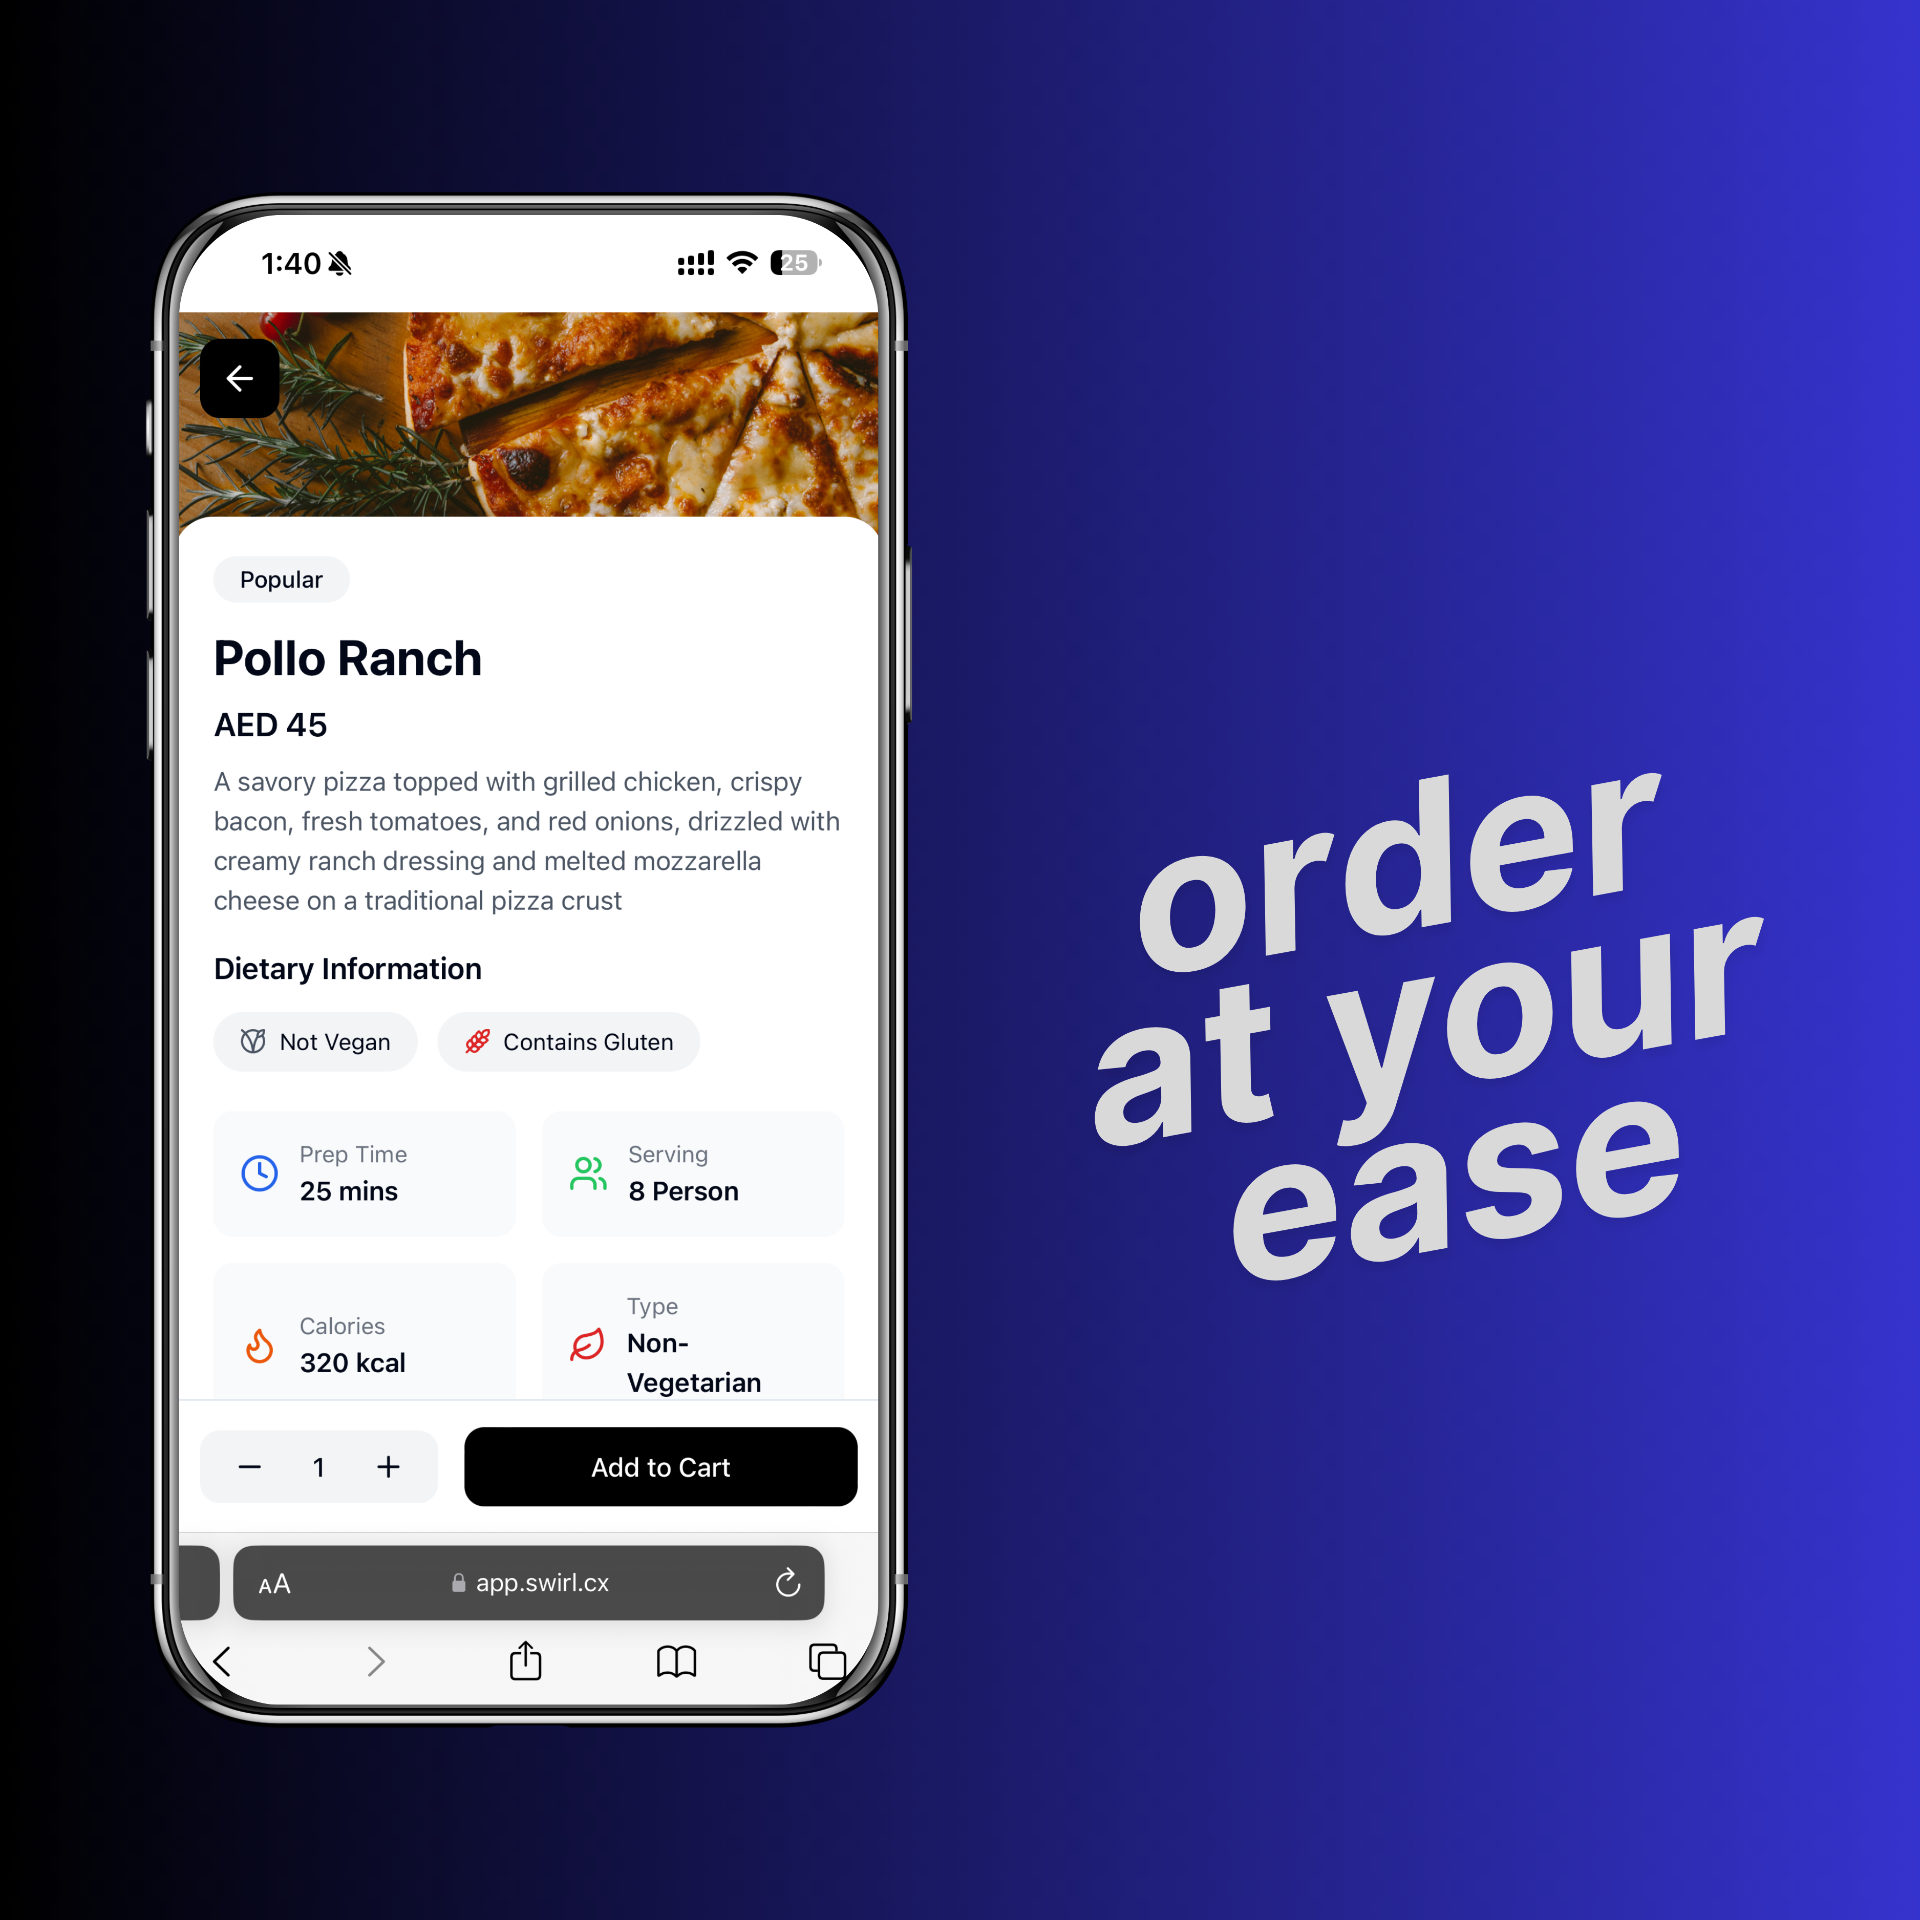 1:40
25
Popular
Pollo Ranch
AED 45
A savory pizza topped with grilled chicken, crispy
bacon, fresh tomatoes, and red onions, drizzled with
creamy ranch dressing and melted mozzarella
cheese on a traditional pizza crust
Dietary Information
Not Vegan
Contains Gluten
Prep Time
25 mins
Serving
8 Person
Calories
320 kcal
Type
Non-
Vegetarian
1
Add to Cart
AA
app.swirl.cx
order
at your
ease